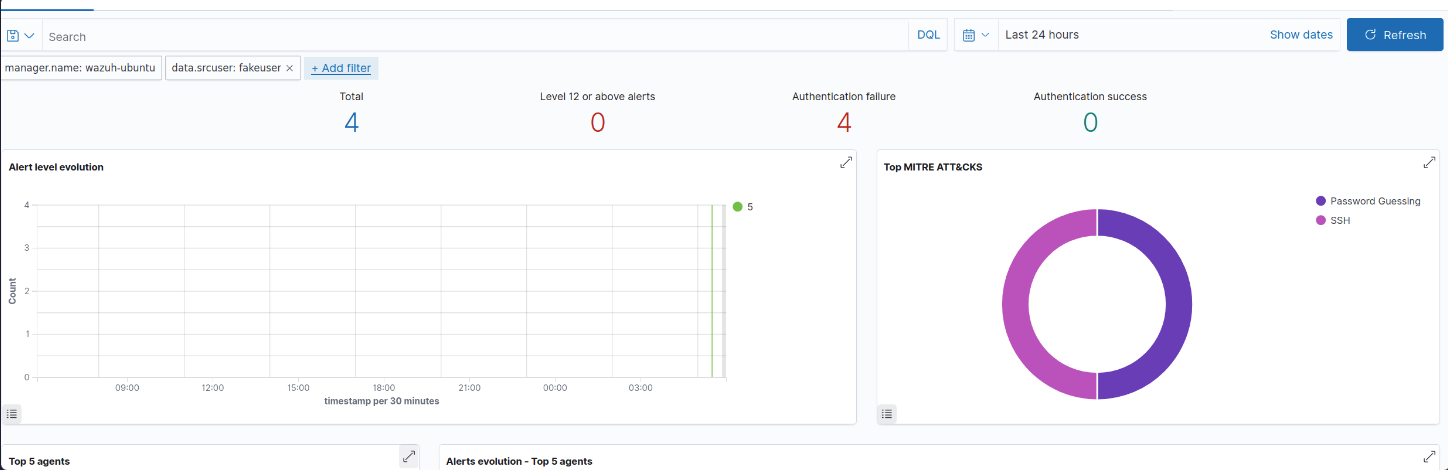 Search DQL Last 24 hours Show dates Refresh
manager.name: wazuh-ubuntu data.srcuser: fakeuser × + Add filter
Total Level 12 or above alerts Authentication failure Authentication success
4 0 4 0
Alert level evolution
4
3
2
1
0
Count
09:00 12:00 15:00 18:00 21:00 00:00 03:00
timestamp per 30 minutes
5
Top MITRE ATT&CKS
Password Guessing
SSH
Top 5 agents
Alerts evolution - Top 5 agents